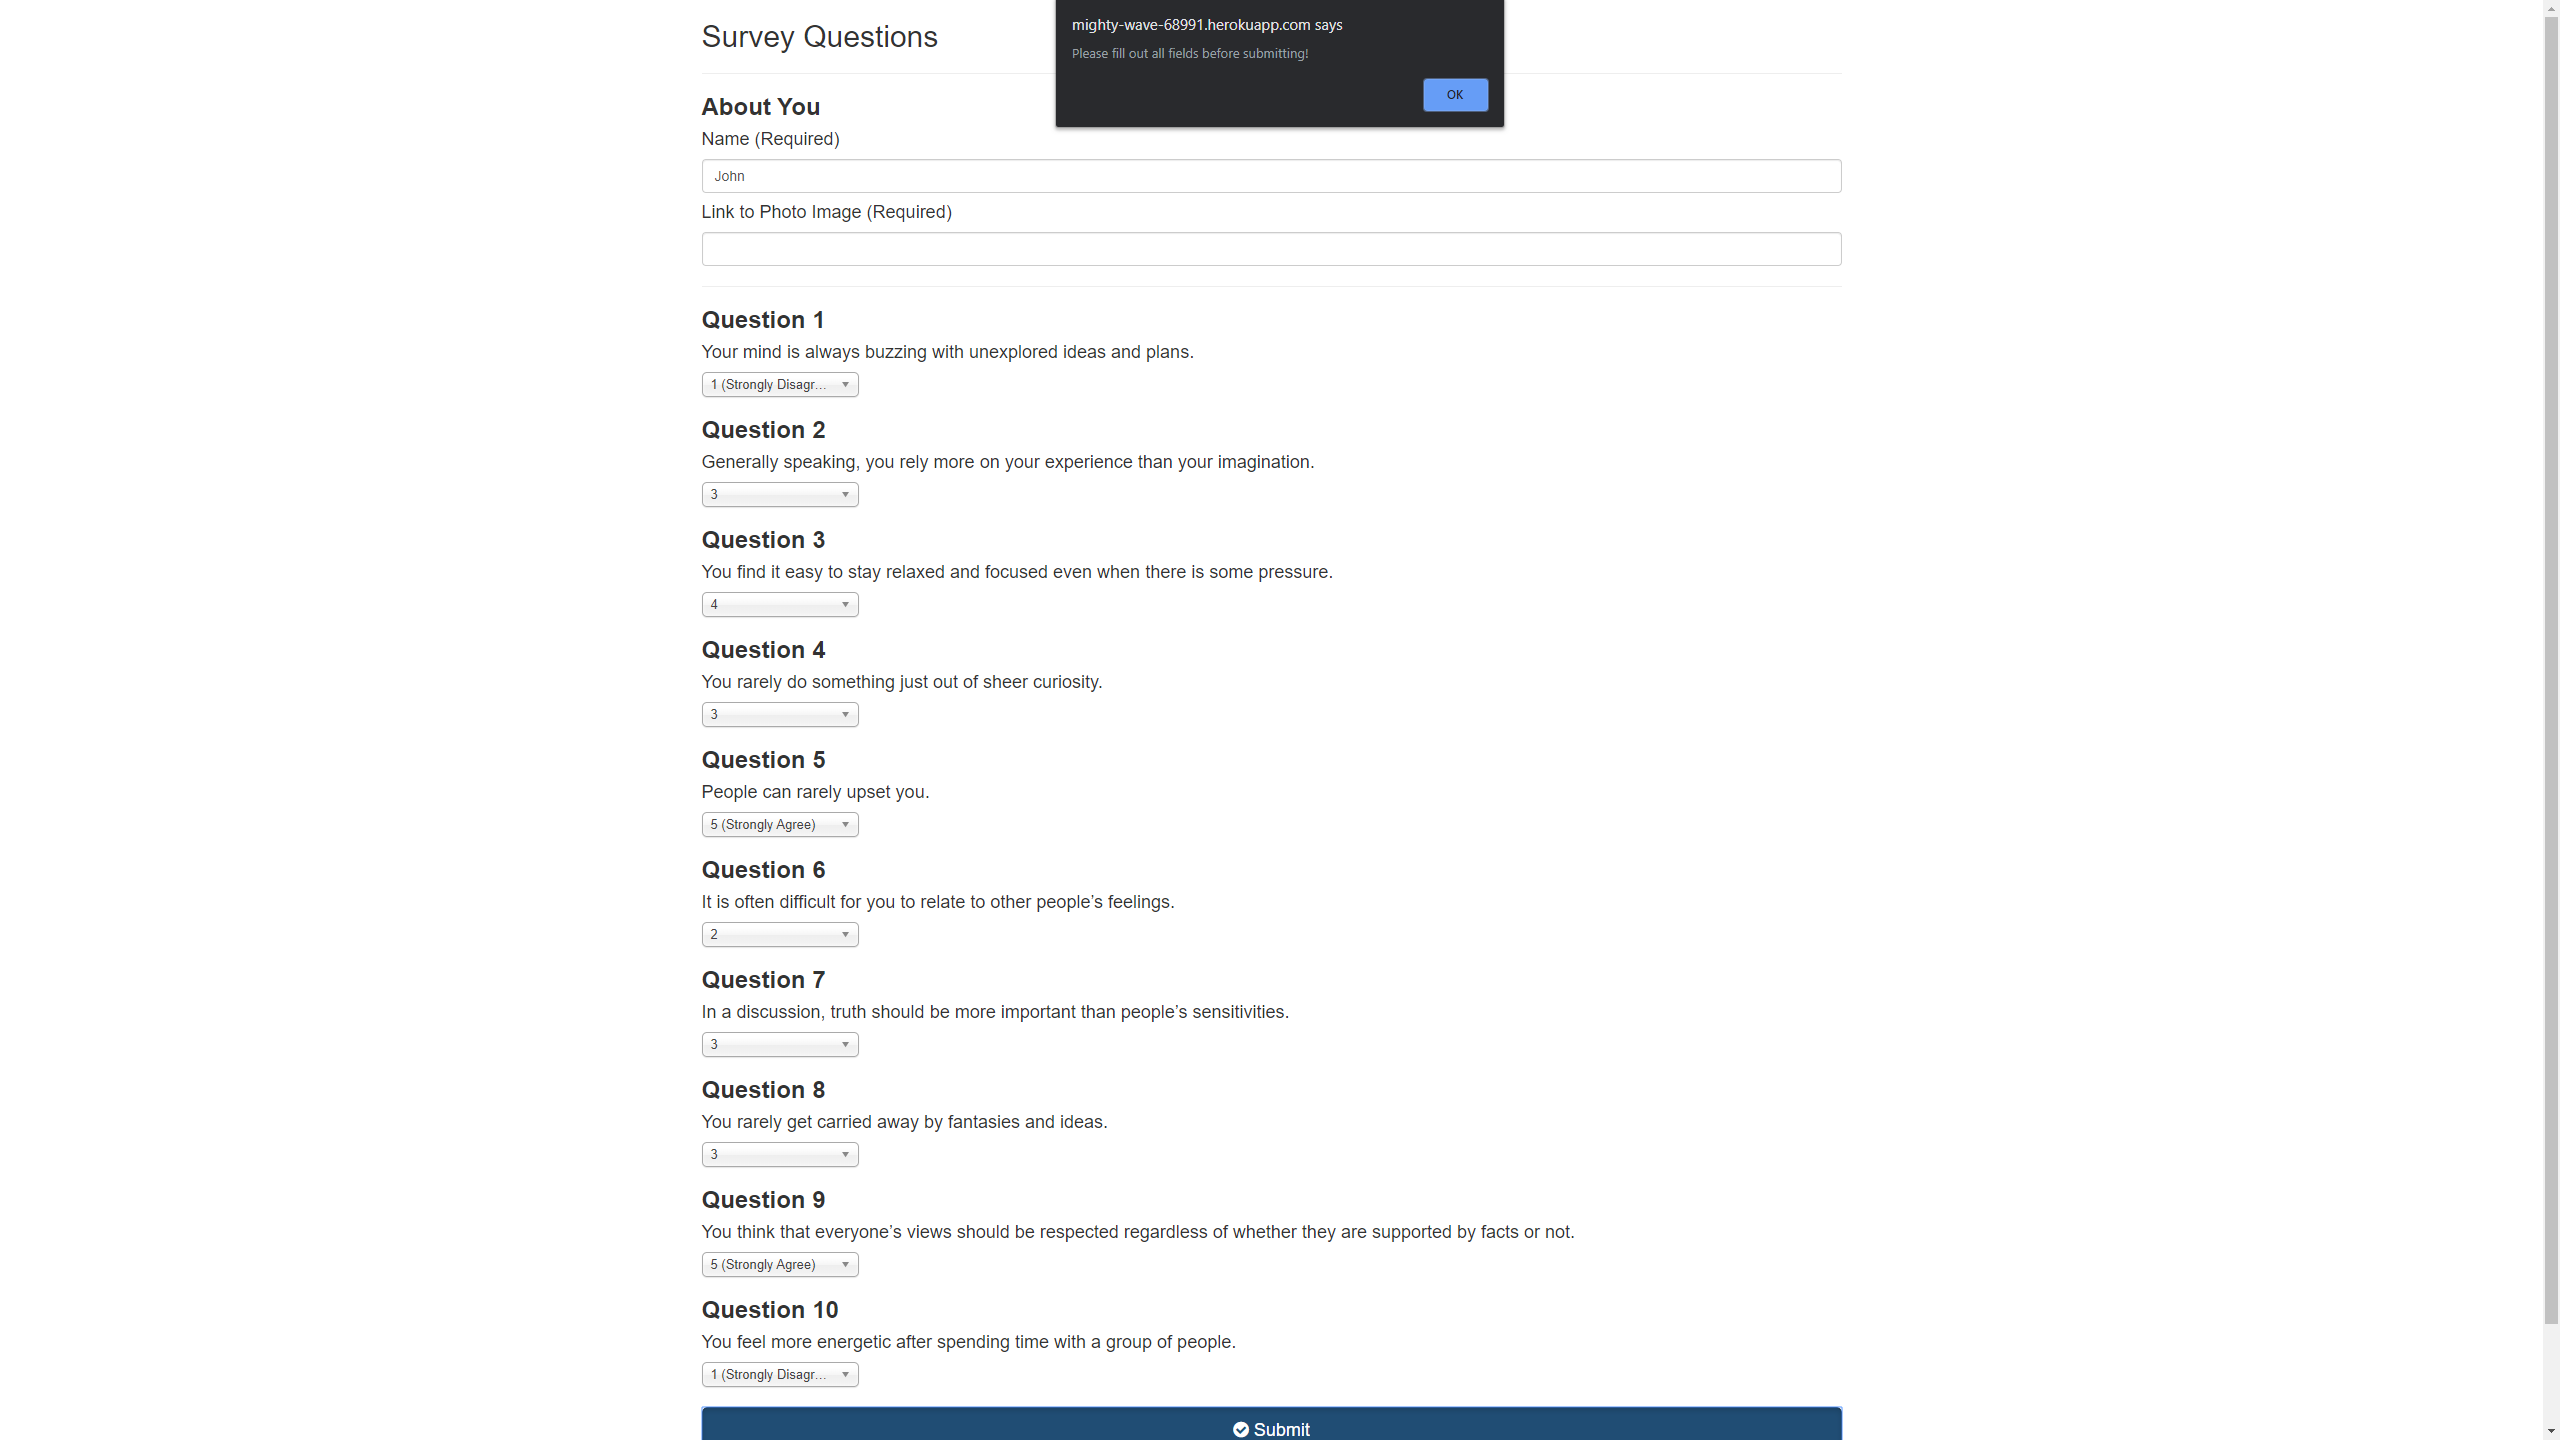 Survey Questions
mighty-wave-68991.herokuapp.com says
Please fill out all fields before submitting!
OK
About You
Name (Required)
John
Link to Photo Image (Required)
Question 1
Your mind is always buzzing with unexplored ideas and plans.
1 (Strongly Disagr...
Question 2
Generally speaking, you rely more on your experience than your imagination.
3
Question 3
You find it easy to stay relaxed and focused even when there is some pressure.
4
Question 4
You rarely do something just out of sheer curiosity.
3
Question 5
People can rarely upset you.
5 (Strongly Agree)
Question 6
It is often difficult for you to relate to other people’s feelings.
2
Question 7
In a discussion, truth should be more important than people’s sensitivities.
3
Question 8
You rarely get carried away by fantasies and ideas.
3
Question 9
You think that everyone’s views should be respected regardless of whether they are supported by facts or not.
5 (Strongly Agree)
Question 10
You feel more energetic after spending time with a group of people.
1 (Strongly Disagr...
Submit